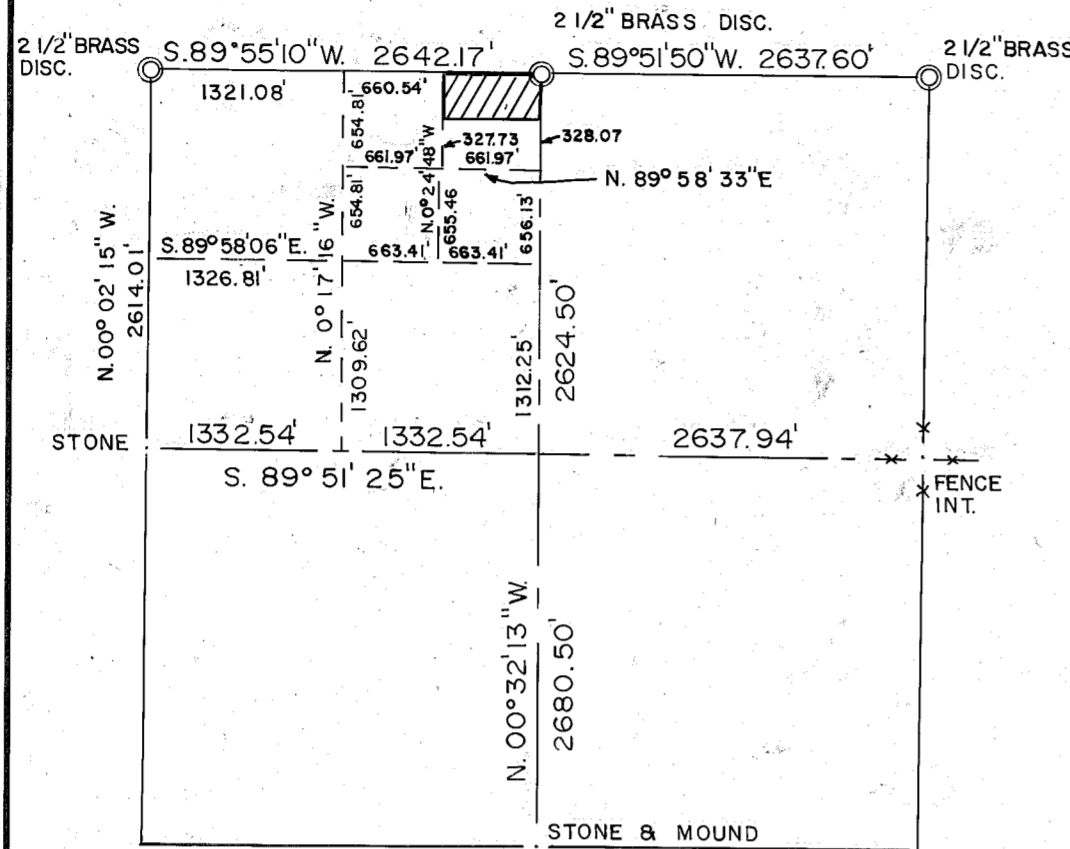 2 1/2" BRASS DISC.
2 1/2" BRASS
DISC.
S.89°55'10"W. 2642.17'
S.89°51'50"W. 2637.60'
2 1/2" BRASS
DISC.
1321.08'
660.54'
654.81'
327.73
328.07
661.97'
661.97'
N. 89° 58' 33"E
N.0°24'48"W
654.81'
655.46
656.13'
S.89°58'06"E.
1326.81'
663.41'
663.41'
N.00° 02' 15" W.
2614.01'
N. 0° 17' 16" W.
1309.62'
1312.25'
2624.50'
STONE
1332.54'
1332.54'
2637.94'
S. 89° 51' 25"E.
FENCE
INT.
N. 00°32'13"W.
2680.50'
STONE & MOUND